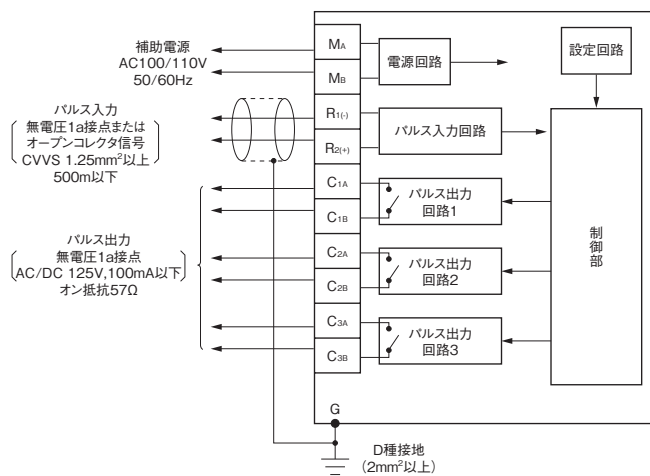 補助電源
AC100/110V
50/60Hz
パルス入力
無電圧1a接点または
オープンコレクタ信号
CVVS 1.25mm²以上
500m以下
パルス出力
無電圧1a接点
AC/DC 125V,100mA以下
オン抵抗57Ω
MA
MB
R1(-)
R2(+)
C1A
C1B
C2A
C2B
C3A
C3B
電源回路
設定回路
パルス入力回路
パルス出力
回路1
パルス出力
回路2
パルス出力
回路3
制御部
G
D種接地
(2mm²以上)